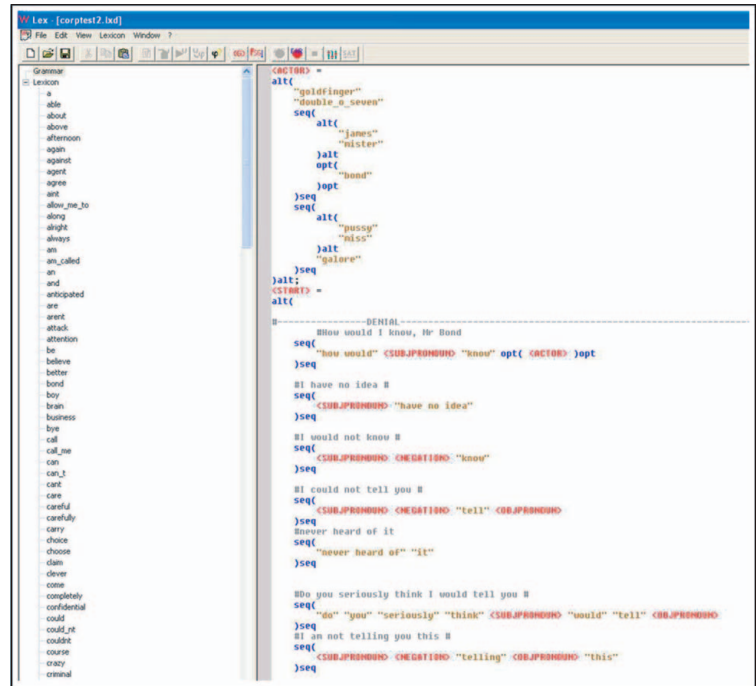 Lex - [corptest2.lxd]
File Edit View Lexicon Window ?
Grammar
Lexicon
a
able
about
above
afternoon
again
against
agent
agree
aint
allow_me_to
along
alright
always
am
am_called
an
and
anticipated
are
arent
attack
attention
be
believe
better
bond
boy
brain
business
bye
call
call_me
can
can_t
cant
care
careful
carefully
carry
choice
choose
claim
clever
come
completely
confidential
could
could_nt
couldnt
course
crazy
criminal
<ACTOR> =
alt(
"goldfinger"
"double_o_seven"
seq(
alt(
"james"
"mister"
)alt
opt(
"bond"
)opt
)seq
seq(
alt(
"pussy"
"miss"
)alt
"galore"
)seq
)alt;
<START> =
alt(
#----------------DENIAL----------------
#How would I know, Mr Bond
seq(
"how would" <SUBJPRONOUN> "know" opt( <ACTOR> )opt
)seq
#I have no idea #
seq(
<SUBJPRONOUN> "have no idea"
)seq
#I would not know #
seq(
<SUBJPRONOUN> <NEGATION> "know"
)seq
#I could not tell you #
seq(
<SUBJPRONOUN> <NEGATION> "tell" <OBJPRONOUN>
)seq
#never heard of it
seq(
"never heard of" "it"
)seq
#Do you seriously think I would tell you #
seq(
"do" "you" "seriously" "think" <SUBJPRONOUN> "would" "tell" <OBJPRONOUN>
)seq
#I am not telling you this #
seq(
<SUBJPRONOUN> <NEGATION> "telling" <OBJPRONOUN> "this"
)seq